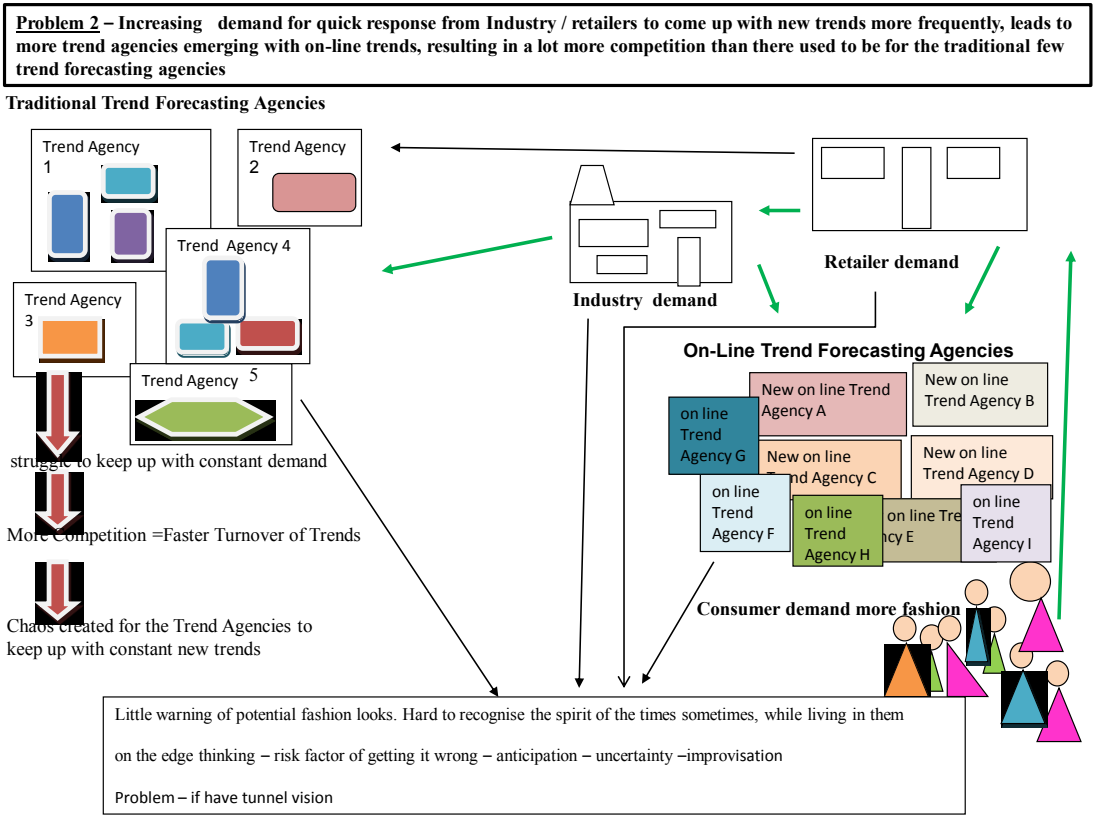 Problem 2 – Increasing demand for quick response from Industry / retailers to come up with new trends more frequently, leads to
more trend agencies emerging with on-line trends, resulting in a lot more competition than there used to be for the traditional few
trend forecasting agencies
Traditional Trend Forecasting Agencies
Trend Agency
1
Trend Agency
2
Trend Agency 4
Trend Agency
3
Trend Agency 5
Retailer demand
Industry demand
On-Line Trend Forecasting Agencies
New on line Trend
Agency A
New on line
Trend Agency B
on line
Trend
Agency G
New on line
Agency C
New on line
Trend Agency D
on line
Trend
Agency F
on line
Trend
Agency H
on line
E
on line
Trend
Agency I
struggle to keep up with constant demand
More Competition =Faster Turnover of Trends
Chaos created for the Trend Agencies to
keep up with constant new trends
Consumer demand more fashion
Little warning of potential fashion looks. Hard to recognise the spirit of the times sometimes, while living in them
on the edge thinking – risk factor of getting it wrong – anticipation – uncertainty –improvisation
Problem – if have tunnel vision